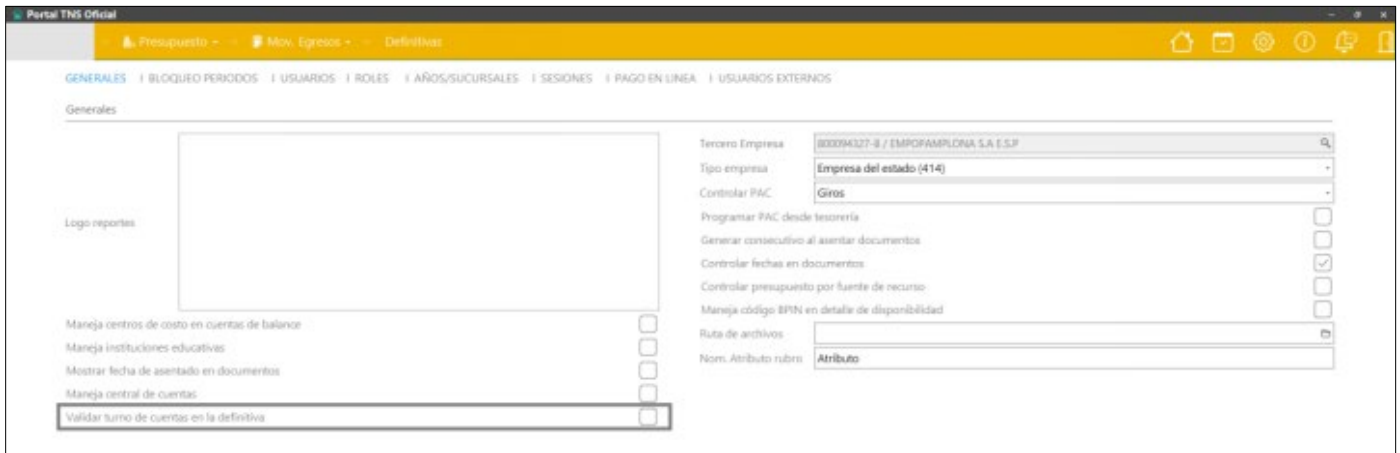 Portal TNS Oficial
Presupuesto Mov. Egresos Definitivas
GENERALES | BLOQUEO PERIODOS | USUARIOS | ROLES | AÑOS/SUCURSALES | SESIONES | PAGO EN LINEA | USUARIOS EXTERNOS
Generales
Logo reportes
Maneja centros de costo en cuentas de balance
Maneja instituciones educativas
Mostrar fecha de asentado en documentos
Maneja central de cuentas
Validar turno de cuentas en la definitiva
Tercero Empresa 800094327-8 / EMPOPAMPLONA S.A E.S.P
Tipo empresa Empresa del estado (414)
Controlar PAC Giros
Programar PAC desde tesorería
Generar consecutivo al asentar documentos
Controlar fechas en documentos
Controlar presupuesto por fuente de recurso
Maneja código BPIN en detalle de disponibilidad
Ruta de archivos
Nom. Atributo rubro Atributo